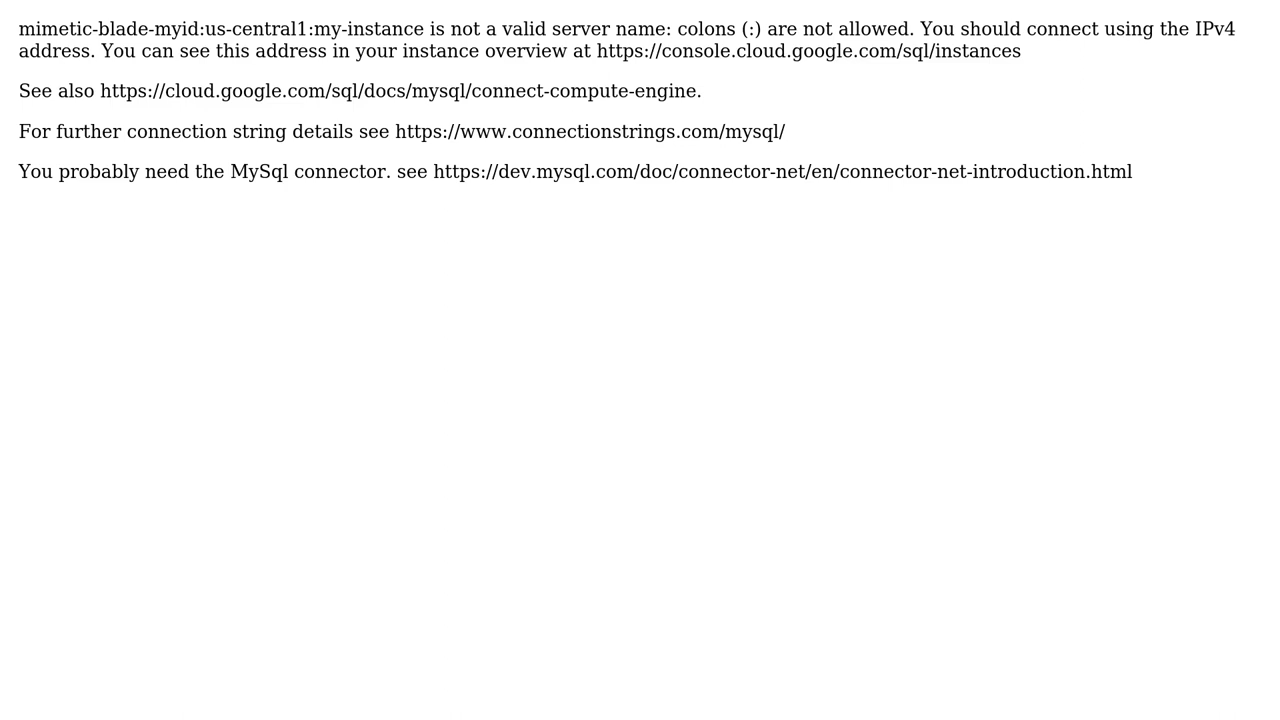 mimetic-blade-myid:us-central1:my-instance is not a valid server name: colons (:) are not allowed. You should connect using the IPv4
address. You can see this address in your instance overview at https://console.cloud.google.com/sql/instances
See also https://cloud.google.com/sql/docs/mysql/connect-compute-engine.
For further connection string details see https://www.connectionstrings.com/mysql/
You probably need the MySql connector. see https://dev.mysql.com/doc/connector-net/en/connector-net-introduction.html